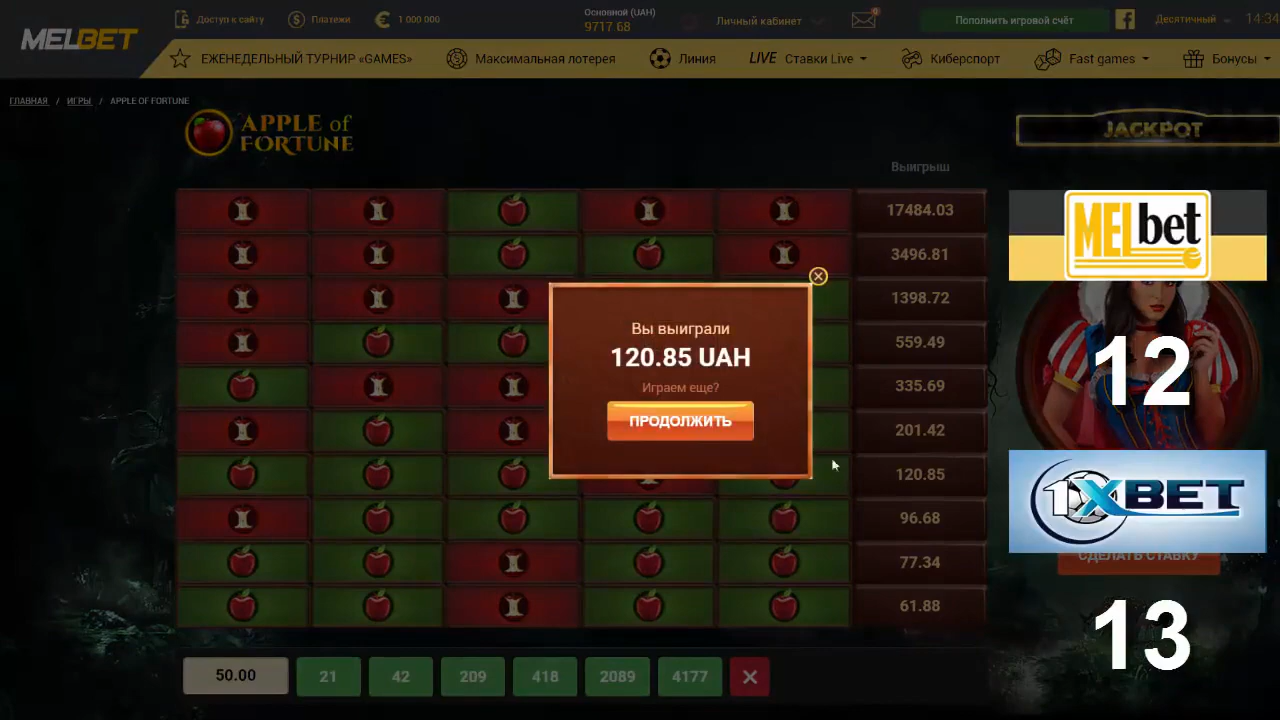 MELBET
Доступ к сайту
Платежи
1 000 000
Основной (UAH)
9717.68
Личный кабинет
0
Пополнить игровой счёт
f
Десятичный
14:34
ЕЖЕНЕДЕЛЬНЫЙ ТУРНИР «GAMES»
Максимальная лотерея
Линия
LIVE Ставки Live
Киберспорт
Fast games
Бонусы
ГЛАВНАЯ / ИГРЫ / APPLE OF FORTUNE
APPLE of
FORTUNE
JACKPOT
Выигрыш
17484.03
3496.81
1398.72
559.49
335.69
201.42
120.85
96.68
77.34
61.88
Вы выиграли
120.85 UAH
Играем еще?
ПРОДОЛЖИТЬ
MELbet
12
1XBET
СДЕЛАТЬ СТАВКУ
13
50.00
21
42
209
418
2089
4177